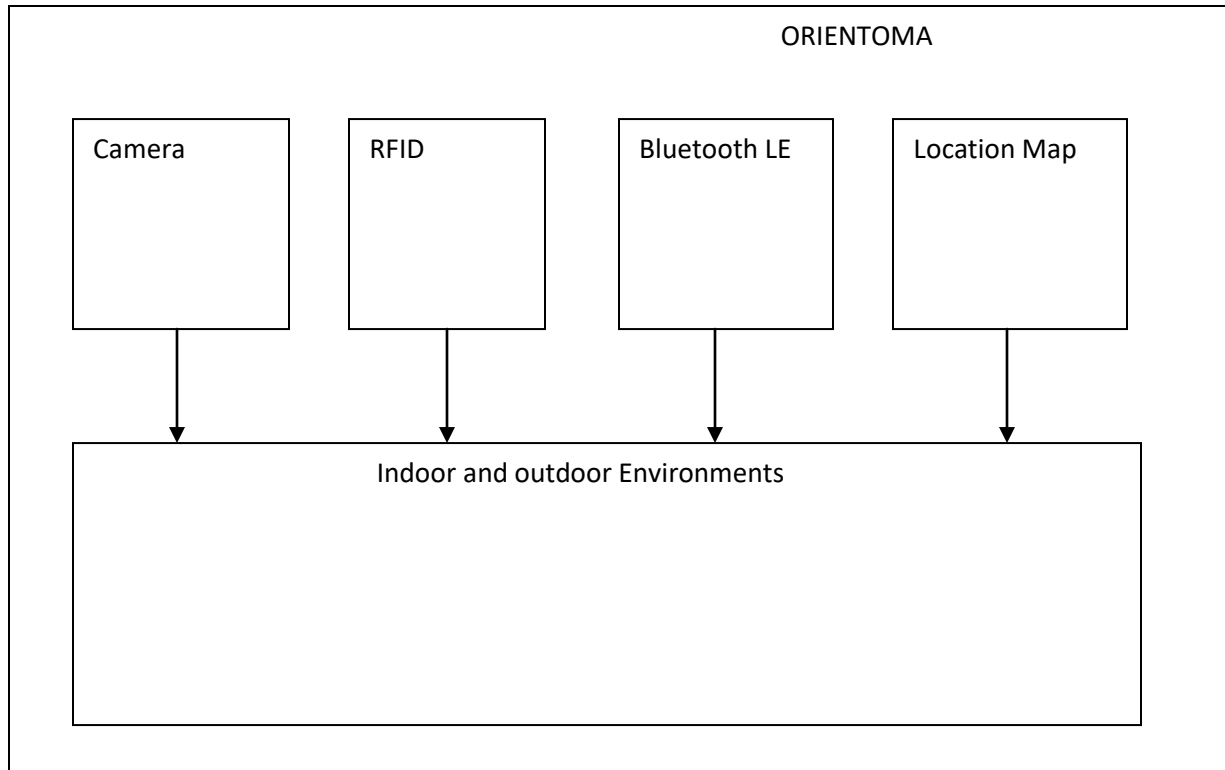 ORIENTOMA
Camera
RFID
Bluetooth LE
Location Map
Indoor and outdoor Environments